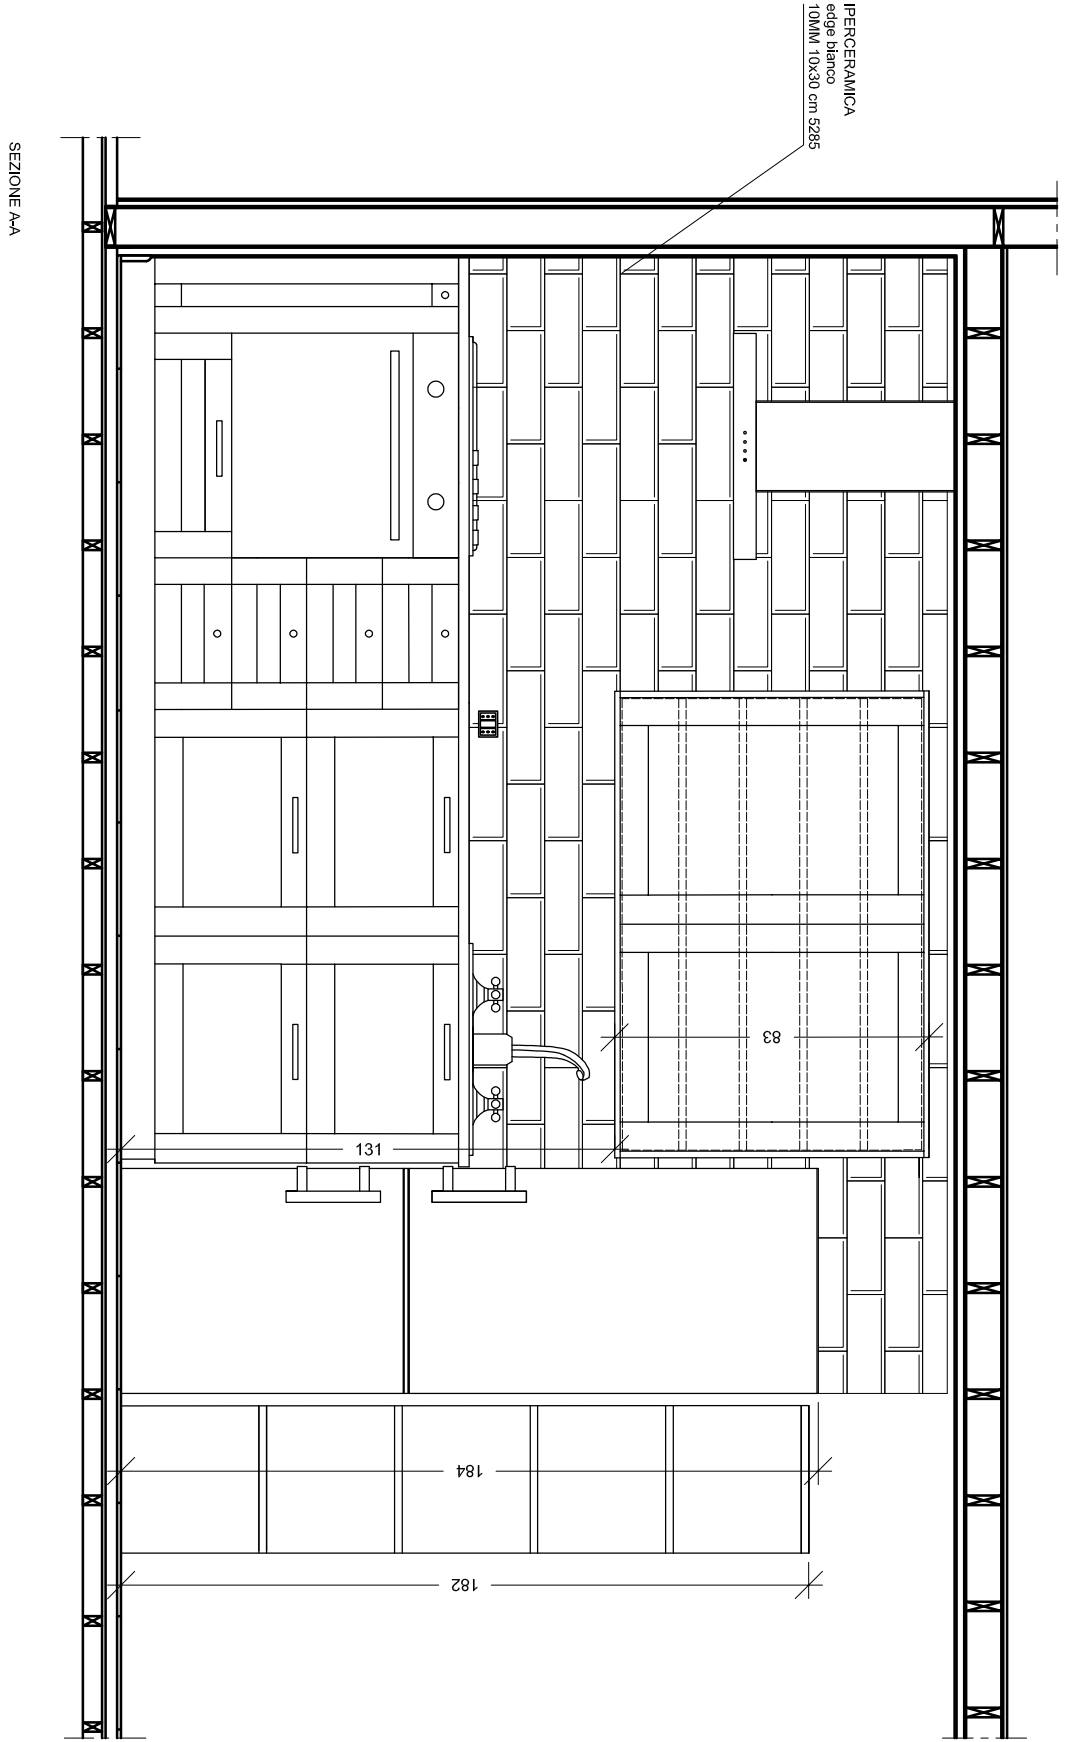 IPERCERAMICA
edge bianco
10MM 10x30 cm 5285
83
131
184
182
SEZIONE A-A